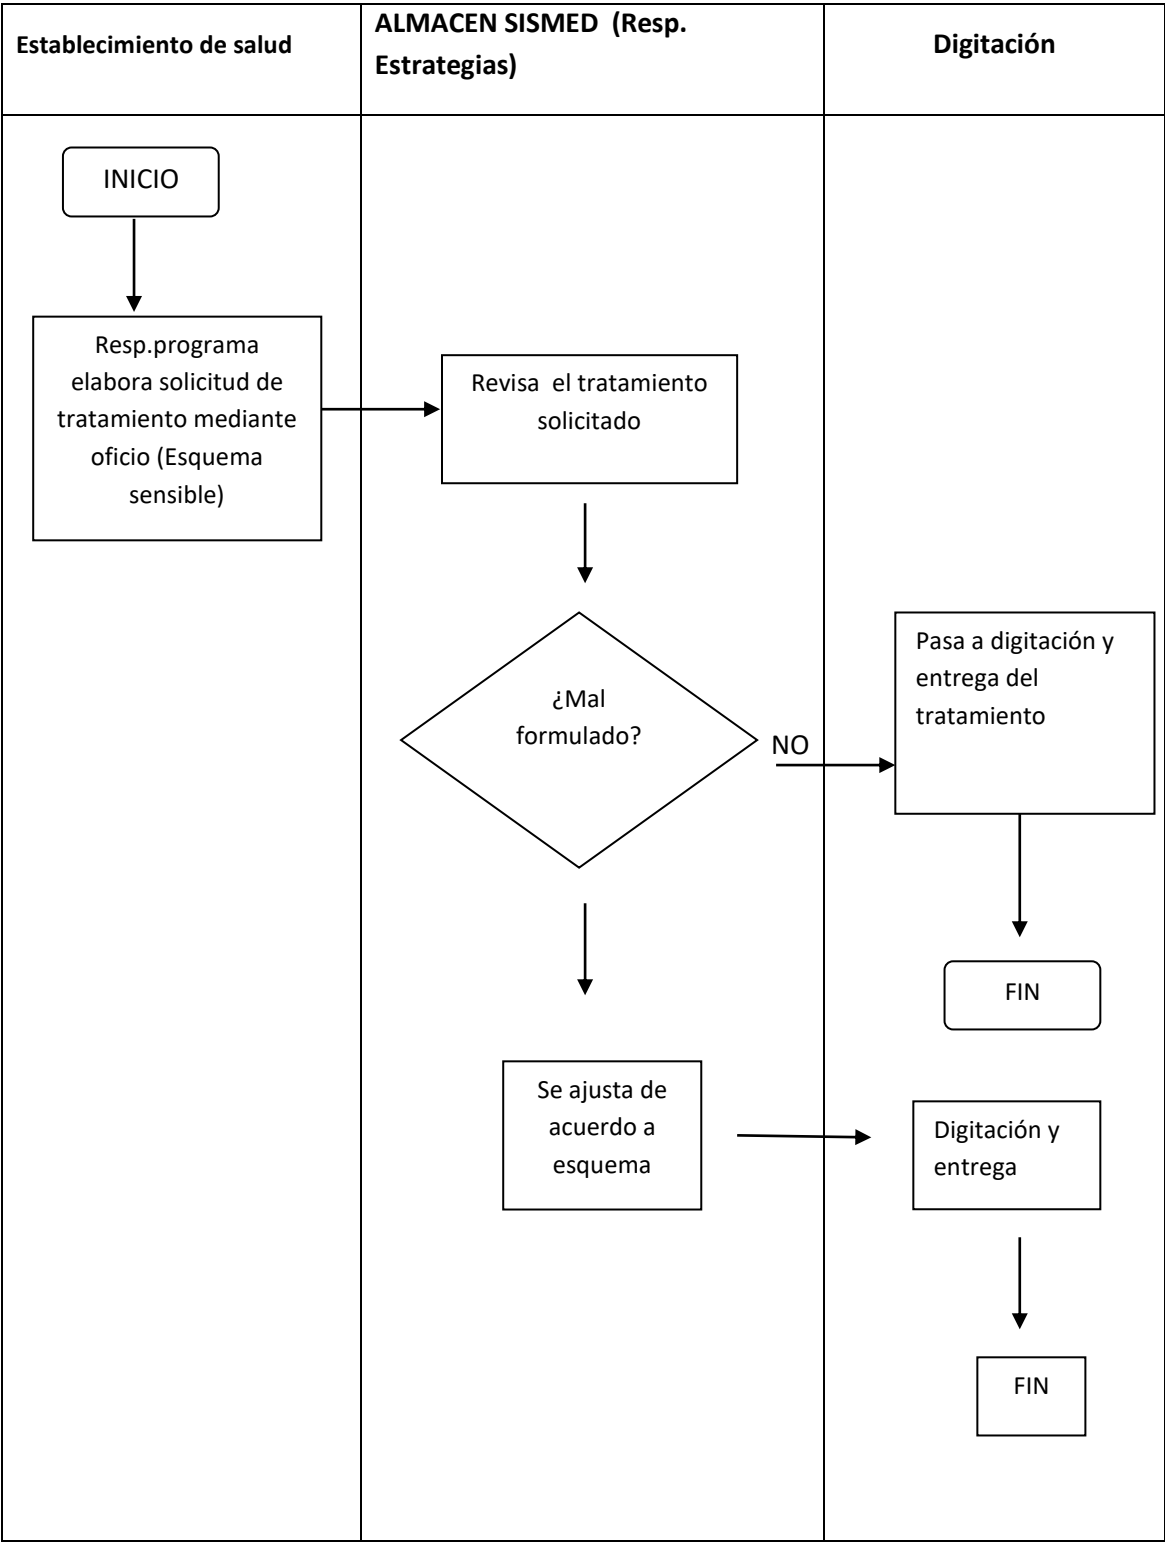 Establecimiento de salud
ALMACEN SISMED (Resp.
Estrategias)
Digitación
INICIO
Resp.programa
elabora solicitud de
tratamiento mediante
oficio (Esquema
sensible)
Revisa el tratamiento
solicitado
¿Mal
formulado?
NO
Pasa a digitación y
entrega del
tratamiento
FIN
Se ajusta de
acuerdo a
esquema
Digitación y
entrega
FIN